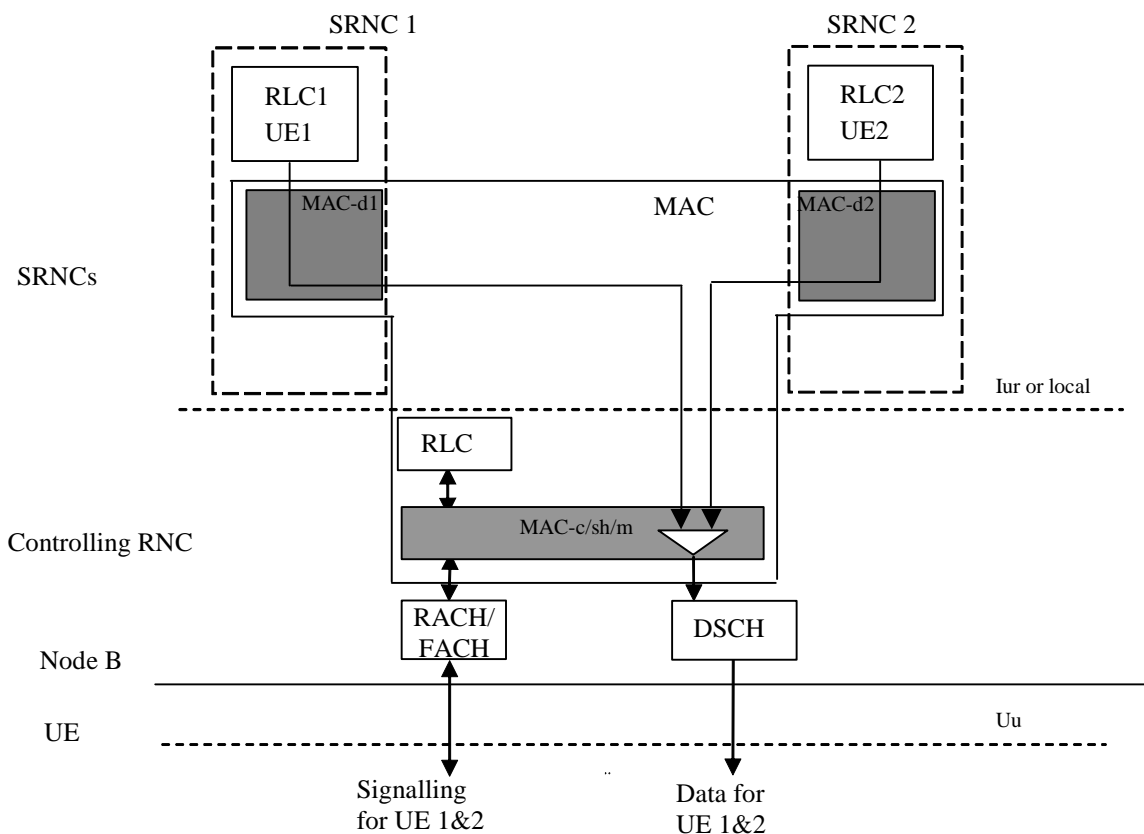 SRNC 1
SRNC 2
RLC1
UE1
RLC2
UE2
MAC-d1
MAC
MAC-d2
SRNCs
Iur or local
RLC
MAC-c/sh/m
Controlling RNC
RACH/
FACH
DSCH
Node B
UE
Uu
..
Signalling
for UE 1&2
Data for
UE 1&2